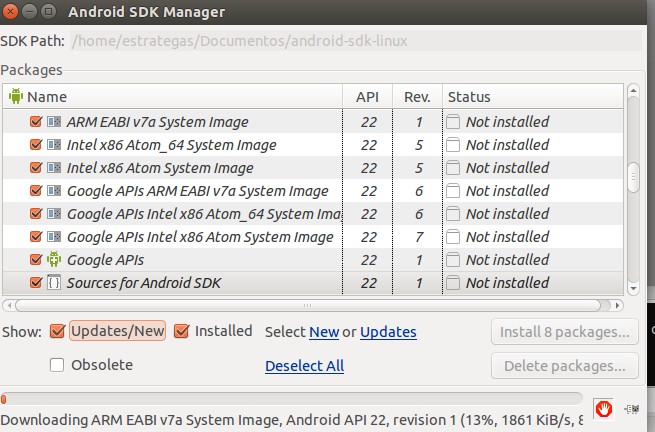 Android SDK Manager
SDK Path: /home/estrategas/Documentos/android-sdk-linux
Packages
Name API Rev. Status
ARM EABI v7a System Image 22 1 Not installed
Intel x86 Atom_64 System Image 22 5 Not installed
Intel x86 Atom System Image 22 5 Not installed
Google APIs ARM EABI v7a System Image 22 6 Not installed
Google APIs Intel x86 Atom_64 System Ima 22 6 Not installed
Google APIs Intel x86 Atom System Image 22 7 Not installed
Google APIs 22 1 Not installed
Sources for Android SDK 22 1 Not installed
Show: Updates/New Installed Select New or Updates Install 8 packages...
Obsolete Deselect All Delete packages...
Downloading ARM EABI v7a System Image, Android API 22, revision 1 (13%, 1861 KiB/s,